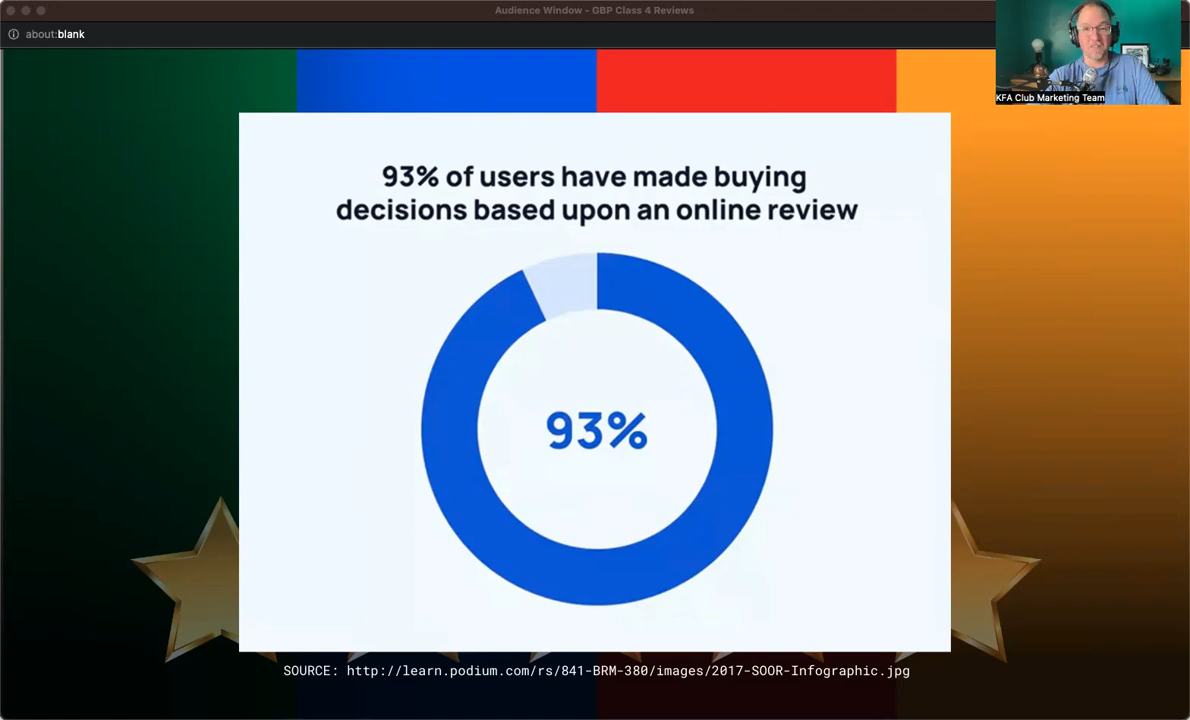 Audience Window - GBP Class 4 Reviews
about:blank
KFA Club Marketing Team
93% of users have made buying
decisions based upon an online review
93%
SOURCE: http://learn.podium.com/rs/841-BRM-380/images/2017-SOOR-Infographic.jpg